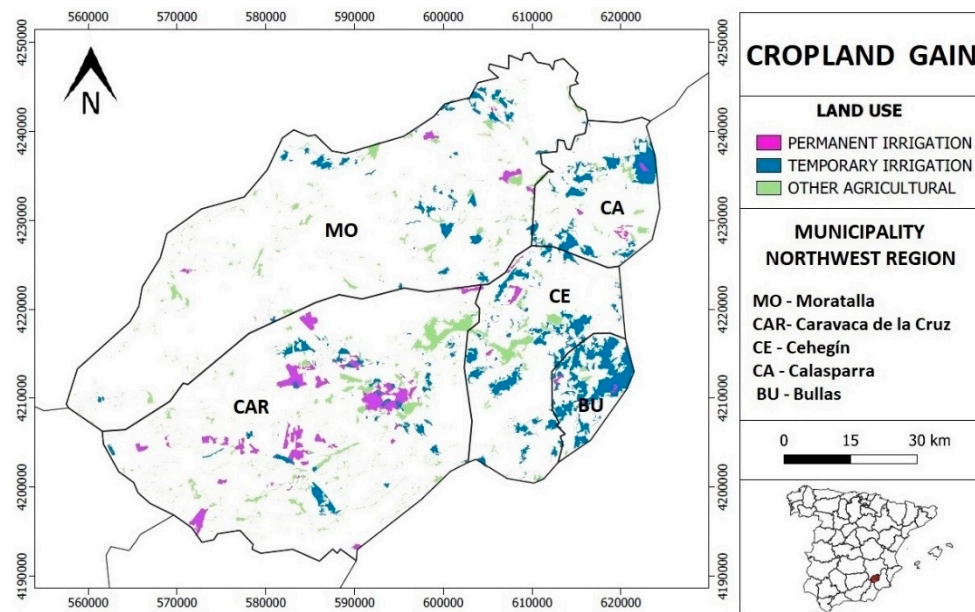 560000 570000 580000 590000 600000 610000 620000
4250000
4240000
4230000
4220000
4210000
4200000
4190000
N
MO
CA
CE
CAR
BU
4250000
4240000
4230000
4220000
4210000
4200000
4190000
560000 570000 580000 590000 600000 610000 620000
CROPLAND GAIN
LAND USE
PERMANENT IRRIGATION
TEMPORARY IRRIGATION
OTHER AGRICULTURAL
MUNICIPALITY
NORTHWEST REGION
MO - Moratalla
CAR- Caravaca de la Cruz
CE - Cehegín
CA - Calasparra
BU - Bullas
0 15 30 km